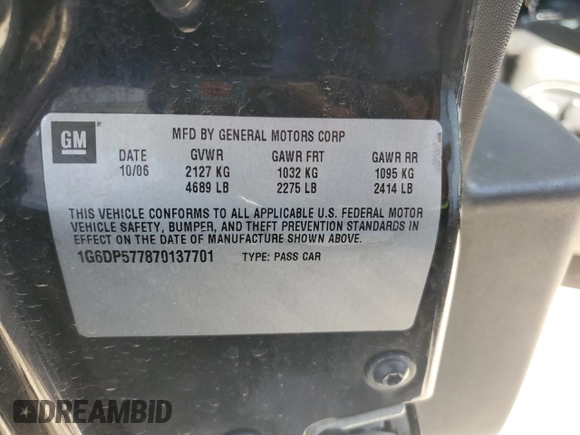 GM
MFD BY GENERAL MOTORS CORP
DATE GVWR GAWR FRT GAWR RR
10/06 2127 KG 1032 KG 1095 KG
4689 LB 2275 LB 2414 LB
THIS VEHICLE CONFORMS TO ALL APPLICABLE U.S. FEDERAL MOTOR
VEHICLE SAFETY, BUMPER, AND THEFT PREVENTION STANDARDS IN
EFFECT ON THE DATE OF MANUFACTURE SHOWN ABOVE.
1G6DP577870137701 TYPE: PASS CAR
DREAMBID